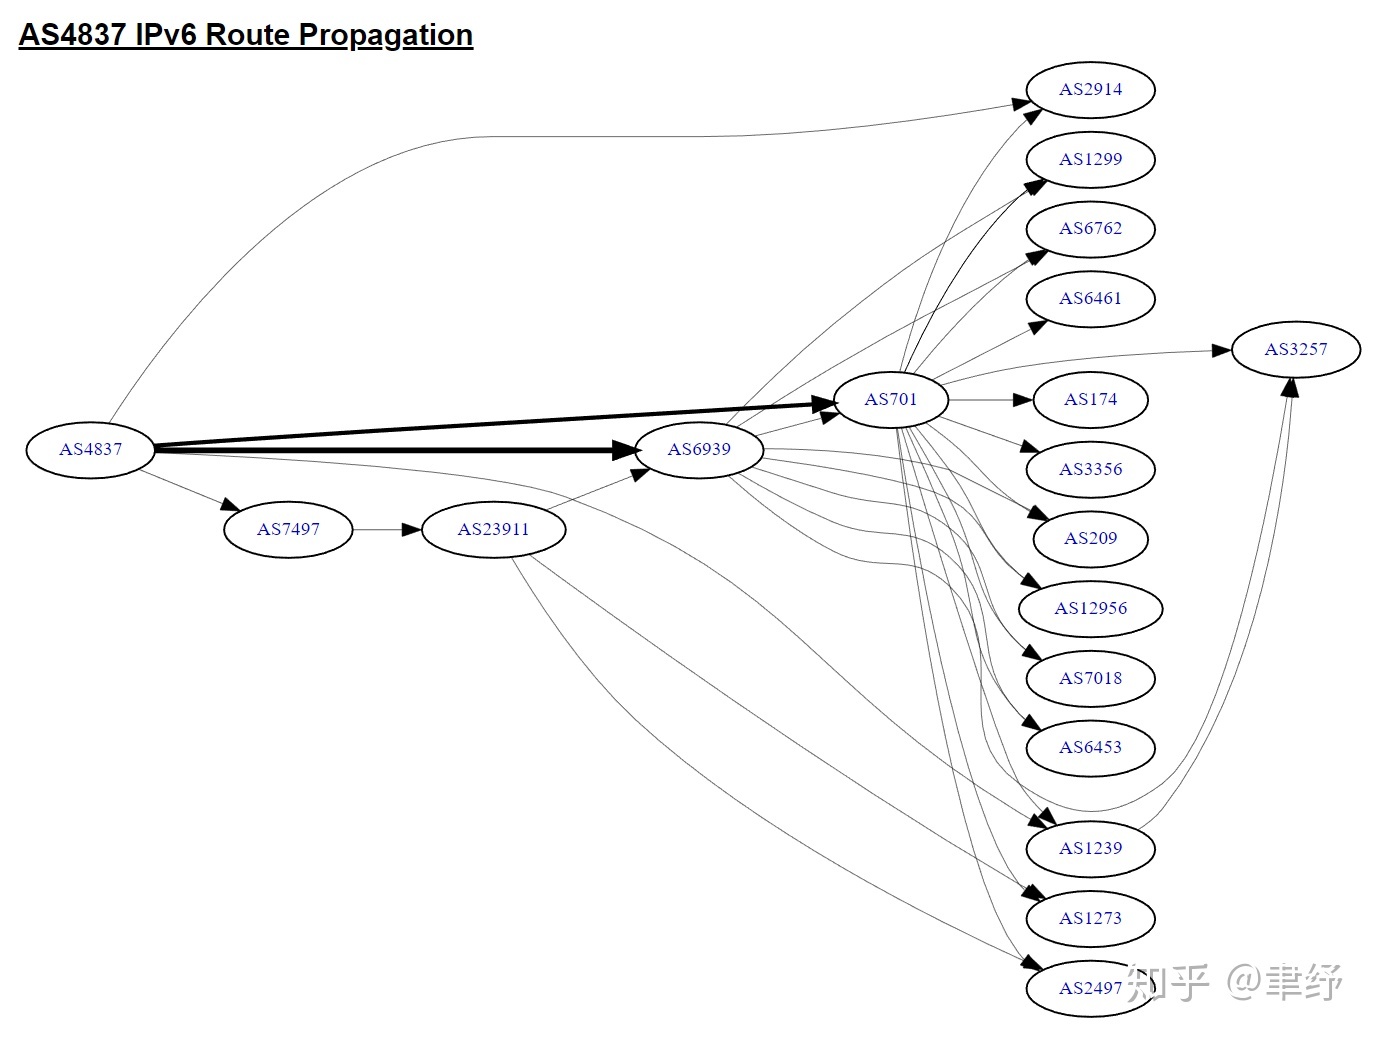 AS4837 IPv6 Route Propagation
AS2914
AS1299
AS6762
AS6461
AS3257
AS701
AS174
AS4837
AS6939
AS3356
AS7497
AS23911
AS209
AS12956
AS7018
AS6453
AS1239
AS1273
AS2497
知乎 @聿纾